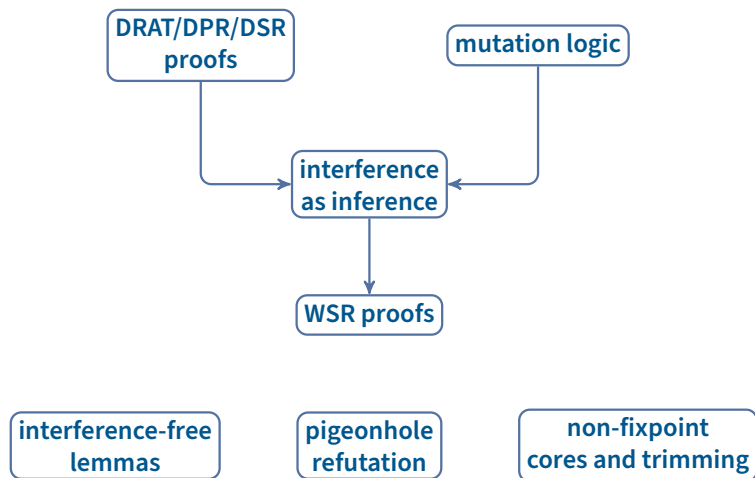 DRAT/DPR/DSR
proofs
mutation logic
interference
as inference
WSR proofs
interference-free
lemmas
pigeonhole
refutation
non-fixpoint
cores and trimming